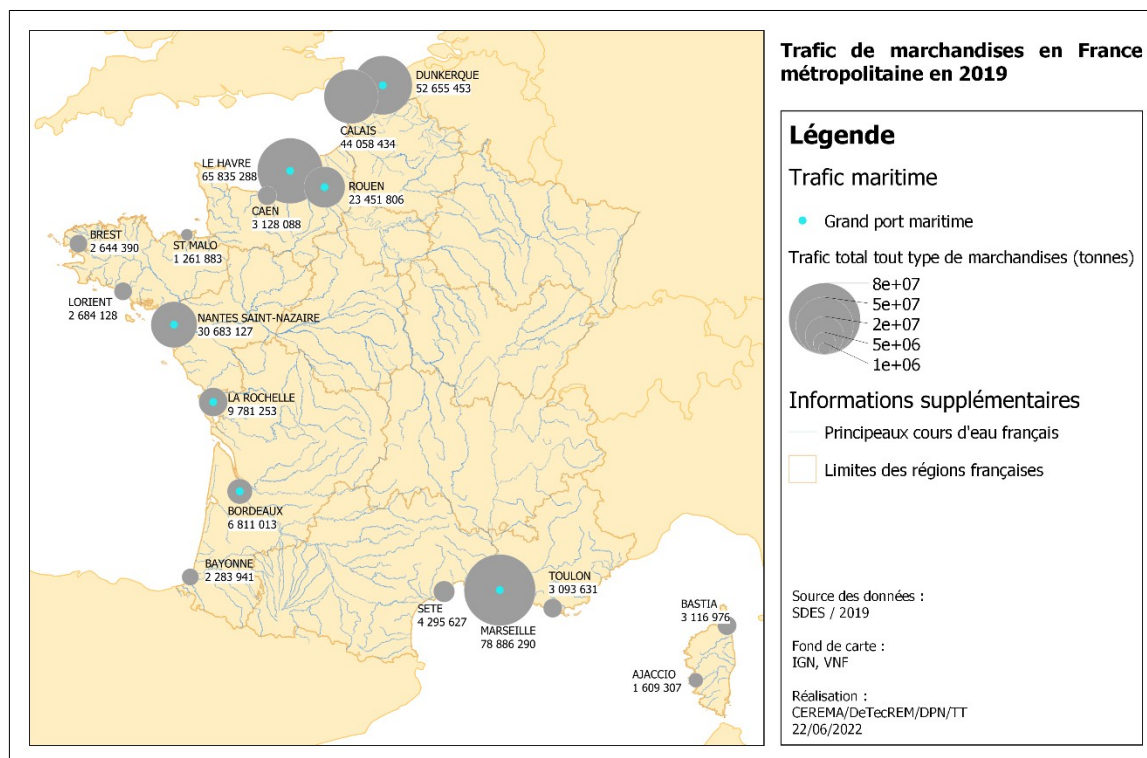 Trafic de marchandises en France
métropolitaine en 2019
DUNKERQUE
52 655 453
CALAIS
44 058 434
LE HAVRE
65 835 288
ROUEN
23 451 806
CAEN
3 128 088
BREST
2 644 390
ST MALO
1 261 883
LORIENT
2 684 128
NANTES SAINT-NAZAIRE
30 683 127
LA ROCHELLE
9 781 253
BORDEAUX
6 811 013
BAYONNE
2 283 941
SETE
4 295 627
MARSEILLE
78 886 290
TOULON
3 093 631
BASTIA
3 116 976
AJACCIO
1 609 307
Légende
Trafic maritime
Grand port maritime
Trafic total tout type de marchandises (tonnes)
8e+07
5e+07
2e+07
5e+06
1e+06
Informations supplémentaires
Principeaux cours d'eau français
Limites des régions françaises
Source des données :
SDES / 2019
Fond de carte :
IGN, VNF
Réalisation :
CEREMA/DeTecREM/DPN/TT
22/06/2022